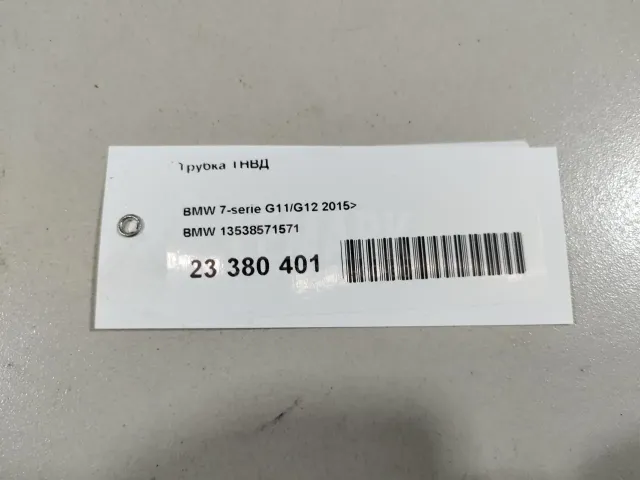 Трубка ТНВД
BMW 7-serie G11/G12 2015>
BMW 13538571571
23 380 401